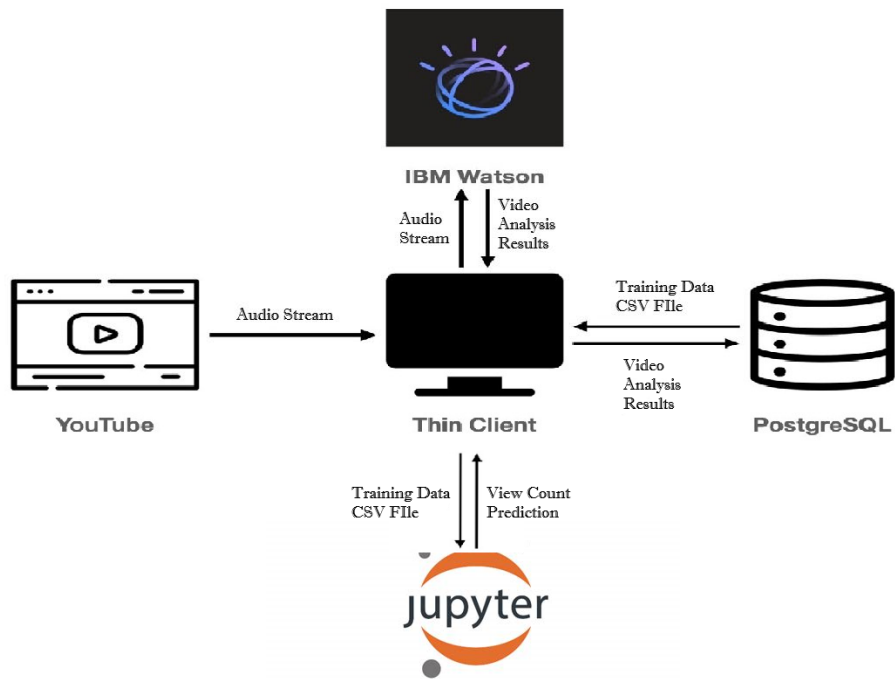 IBM Watson
Audio
Stream
Video
Analysis
Results
Audio Stream
Training Data
CSV FIle
Video
Analysis
Results
YouTube
Thin Client
PostgreSQL
Training Data
CSV FIle
View Count
Prediction
jupyter